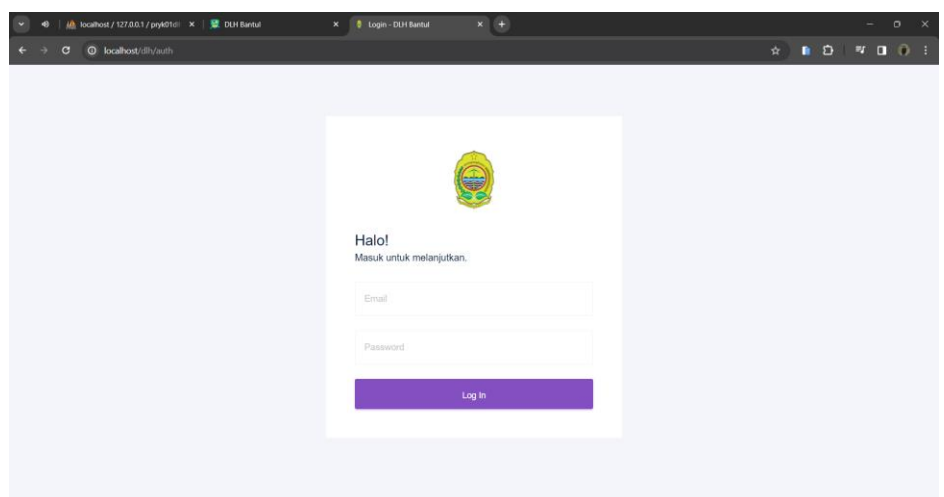 localhost / 127.0.0.1 / pryk01dl
DLH Bantul
Login - DLH Bantul
localhost/dlh/auth
Halo!
Masuk untuk melanjutkan.
Email
Password
Log In